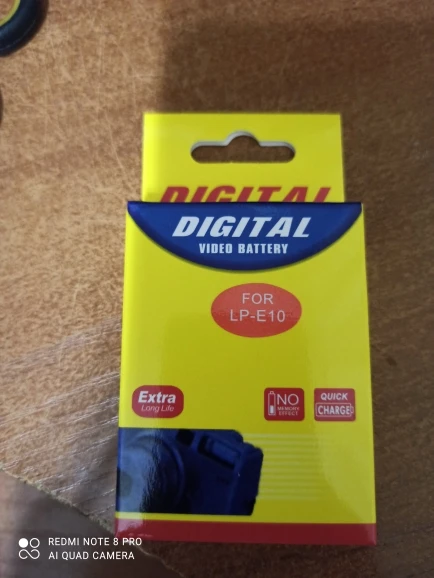 DIGITAL
DIGITAL
VIDEO BATTERY
FOR
LP-E10
Extra
Long Life
NO
MEMORY
EFFECT
QUICK
CHARGE
REDMI NOTE 8 PRO
AI QUAD CAMERA